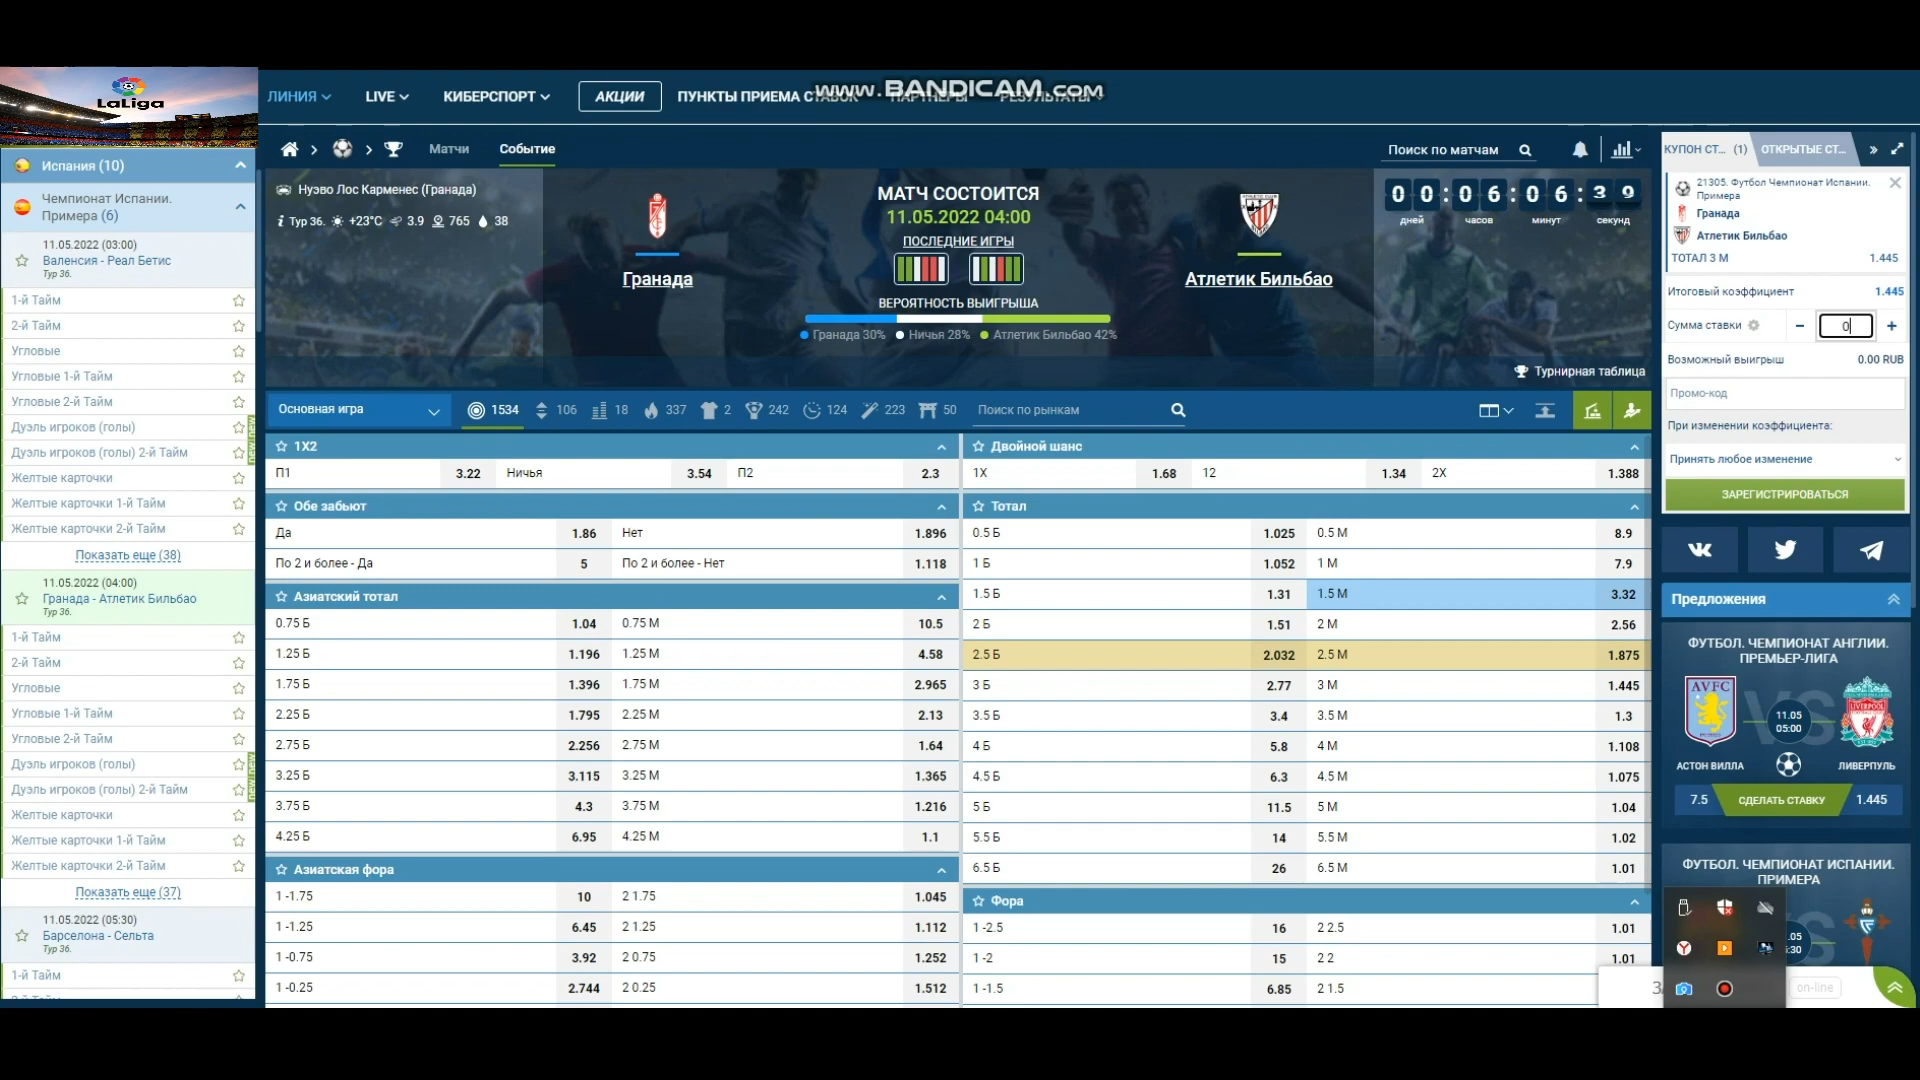 LaLiga
ЛИНИЯ
LIVE
КИБЕРСПОРТ
АКЦИИ
ПУНКТЫ ПРИЕМА СТАВОК
ПАРТНЕРЫ
РЕЗУЛЬТАТЫ
www.BANDICAM.com
Матчи
Событие
Поиск по матчам
Испания (10)
Чемпионат Испании.
Примера (6)
11.05.2022 (03:00)
Валенсия - Реал Бетис
Тур 36.
1-й Тайм
2-й Тайм
Угловые
Угловые 1-й Тайм
Угловые 2-й Тайм
Дуэль игроков (голы)
Дуэль игроков (голы) 2-й Тайм
Желтые карточки
Желтые карточки 1-й Тайм
Желтые карточки 2-й Тайм
Показать еще (38)
11.05.2022 (04:00)
Гранада - Атлетик Бильбао
Тур 36.
1-й Тайм
2-й Тайм
Угловые
Угловые 1-й Тайм
Угловые 2-й Тайм
Дуэль игроков (голы)
Дуэль игроков (голы) 2-й Тайм
Желтые карточки
Желтые карточки 1-й Тайм
Желтые карточки 2-й Тайм
Показать еще (37)
11.05.2022 (05:30)
Барселона - Сельта
Тур 36.
1-й Тайм
Нуэво Лос Карменес (Гранада)
Тур 36. +23°C 3.9 765 38
МАТЧ СОСТОИТСЯ
11.05.2022 04:00
ПОСЛЕДНИЕ ИГРЫ
Гранада
Атлетик Бильбао
ВЕРОЯТНОСТЬ ВЫИГРЫША
Гранада 30% Ничья 28% Атлетик Бильбао 42%
00:06:06:39
дней часов минут секунд
Турнирная таблица
Основная игра
1534 106 18 337 2 242 124 223 50
Поиск по рынкам
1X2
П1 3.22 Ничья 3.54 П2 2.3
Обе забьют
Да 1.86 Нет 1.896
По 2 и более - Да 5 По 2 и более - Нет 1.118
Азиатский тотал
0.75 Б 1.04 0.75 М 10.5
1.25 Б 1.196 1.25 М 4.58
1.75 Б 1.396 1.75 М 2.965
2.25 Б 1.795 2.25 М 2.13
2.75 Б 2.256 2.75 М 1.64
3.25 Б 3.115 3.25 М 1.365
3.75 Б 4.3 3.75 М 1.216
4.25 Б 6.95 4.25 М 1.1
Азиатская фора
1 -1.75 10 2 1.75 1.045
1 -1.25 6.45 2 1.25 1.112
1 -0.75 3.92 2 0.75 1.252
1 -0.25 2.744 2 0.25 1.512
Двойной шанс
1X 1.68 12 1.34 2X 1.388
Тотал
0.5 Б 1.025 0.5 М 8.9
1 Б 1.052 1 М 7.9
1.5 Б 1.31 1.5 М 3.32
2 Б 1.51 2 М 2.56
2.5 Б 2.032 2.5 М 1.875
3 Б 2.77 3 М 1.445
3.5 Б 3.4 3.5 М 1.3
4 Б 5.8 4 М 1.108
4.5 Б 6.3 4.5 М 1.075
5 Б 11.5 5 М 1.04
5.5 Б 14 5.5 М 1.02
6.5 Б 26 6.5 М 1.01
Фора
1 -2.5 16 2 2.5 1.01
1 -2 15 2 2 1.01
1 -1.5 6.85 2 1.5
КУПОН СТ... (1)
ОТКРЫТЫЕ СТ...
21305. Футбол Чемпионат Испании.
Примера
Гранада
Атлетик Бильбао
ТОТАЛ 3 М 1.445
Итоговый коэффициент 1.445
Сумма ставки − 0 +
Возможный выигрыш 0.00 RUB
Промо-код
При изменении коэффициента:
Принять любое изменение
ЗАРЕГИСТРИРОВАТЬСЯ
Предложения
ФУТБОЛ. ЧЕМПИОНАТ АНГЛИИ.
ПРЕМЬЕР-ЛИГА
AVFC
VS
LIVERPOOL
11.05
05:00
АСТОН ВИЛЛА
ЛИВЕРПУЛЬ
7.5 СДЕЛАТЬ СТАВКУ 1.445
ФУТБОЛ. ЧЕМПИОНАТ ИСПАНИИ.
ПРИМЕРА
.05
:30
on-line